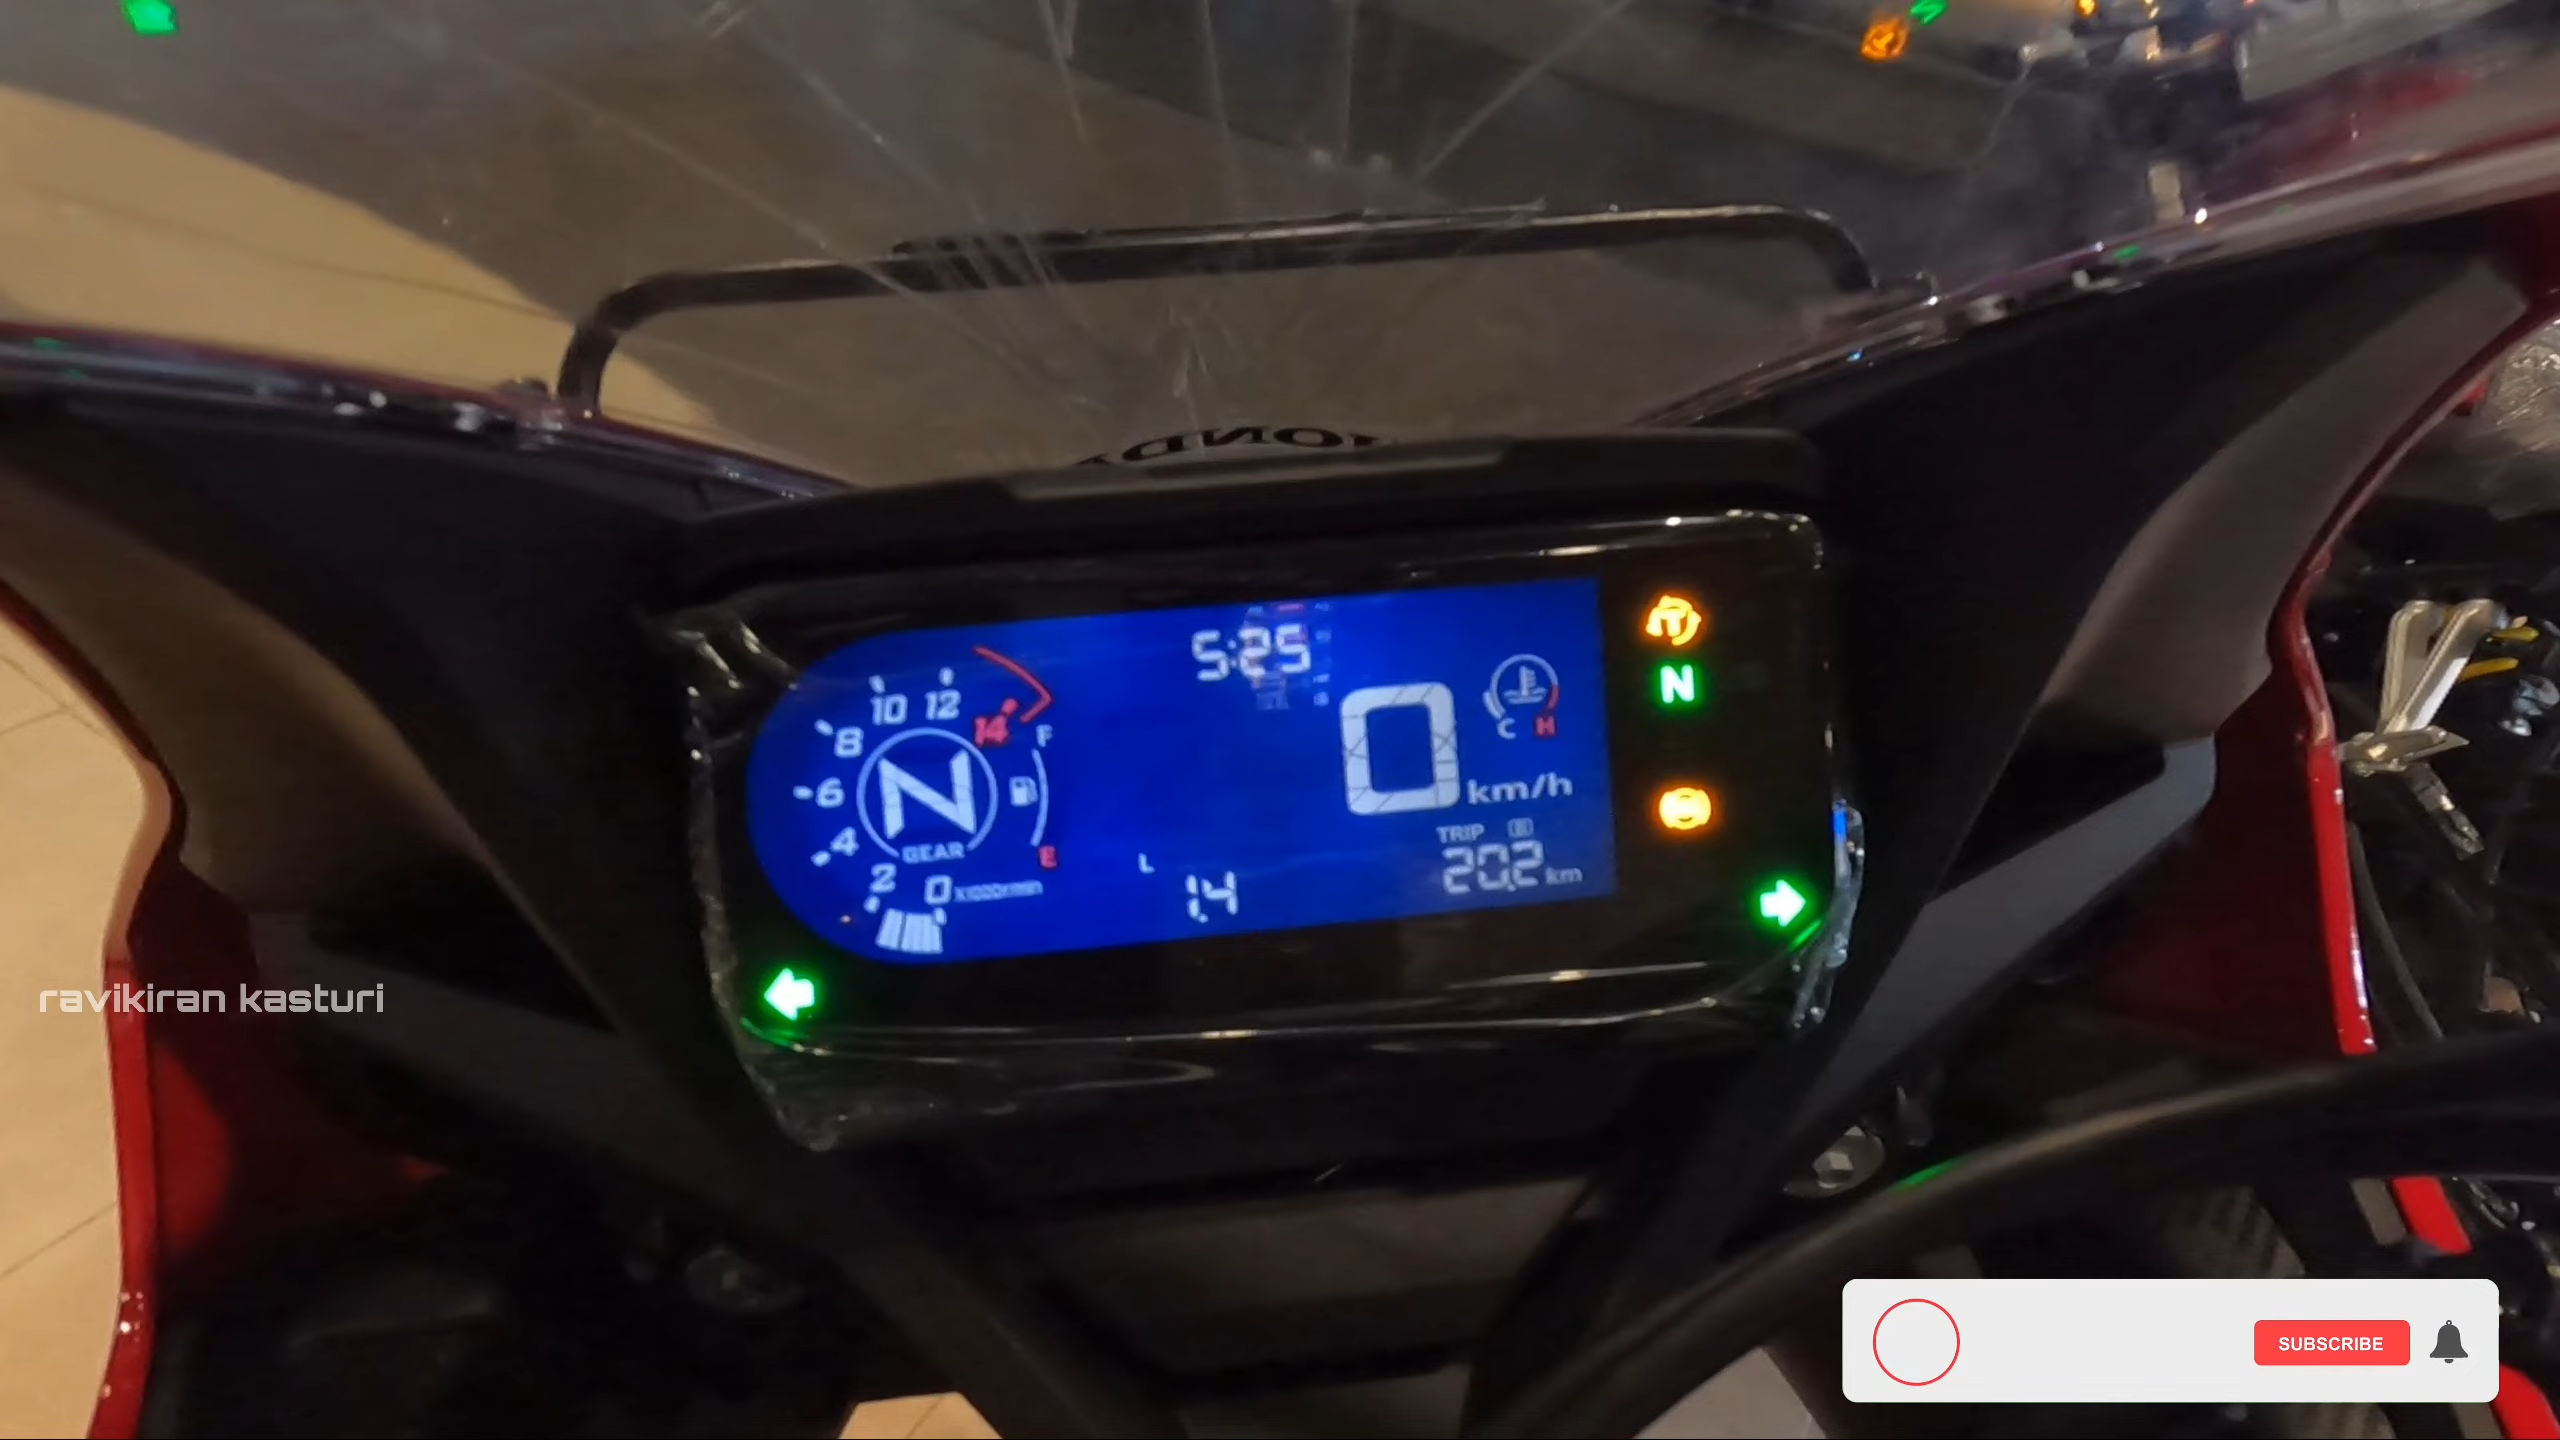 HONDA
5:25
10 12
14
8
F
6
N
4
GEAR
E
2
0 x1000r/min
C H
0 km/h
TRIP B
20.2 km
L
1.4
N
T
ravikiran kasturi
SUBSCRIBE